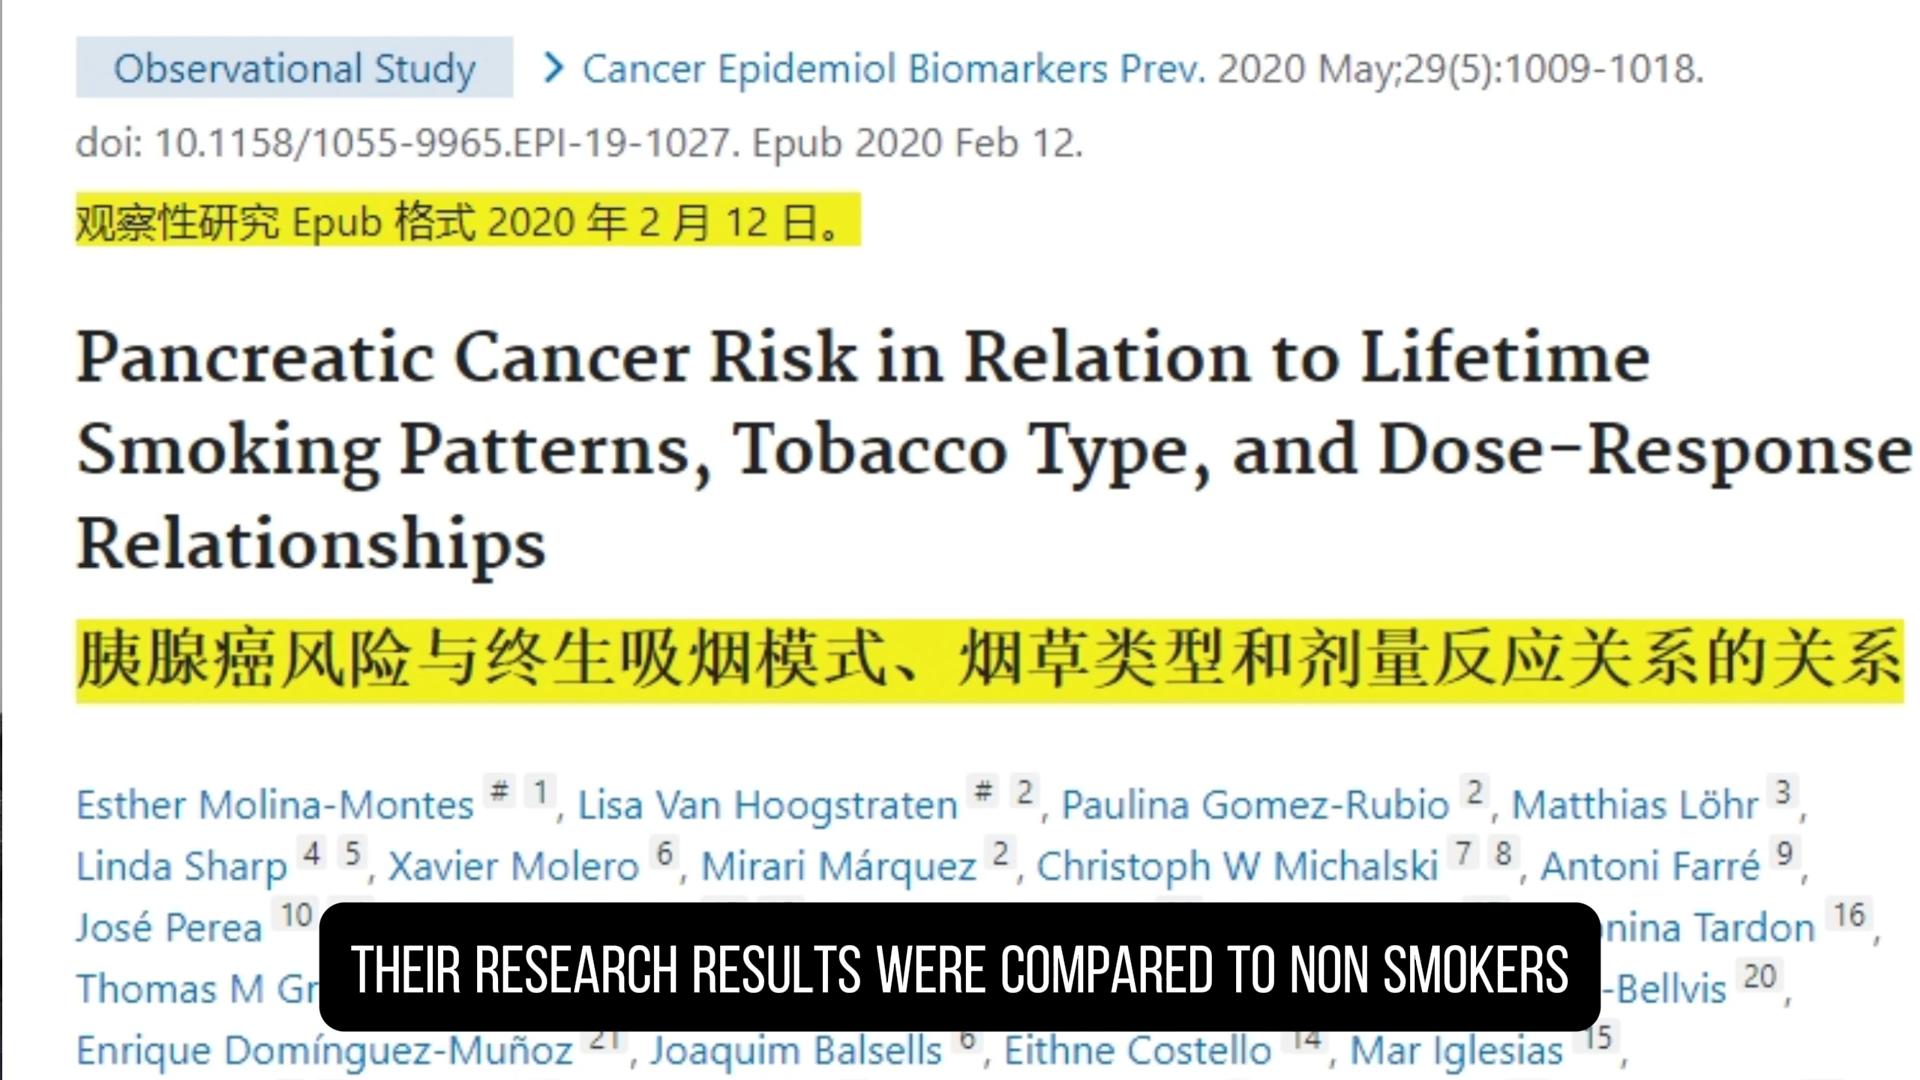 Observational Study > Cancer Epidemiol Biomarkers Prev. 2020 May;29(5):1009-1018.
doi: 10.1158/1055-9965.EPI-19-1027. Epub 2020 Feb 12.
观察性研究 Epub 格式 2020 年 2 月 12 日。
Pancreatic Cancer Risk in Relation to Lifetime
Smoking Patterns, Tobacco Type, and Dose-Response
Relationships
胰腺癌风险与终生吸烟模式、烟草类型和剂量反应关系的关系
Esther Molina-Montes # 1, Lisa Van Hoogstraten # 2, Paulina Gomez-Rubio 2, Matthias Löhr 3,
Linda Sharp 4 5, Xavier Molero 6, Mirari Márquez 2, Christoph W Michalski 7 8, Antoni Farré 9,
José Perea 10 Tardon 16,
Thomas M -Bellvis 20,
THEIR RESEARCH RESULTS WERE COMPARED TO NON SMOKERS
Enrique Domínguez-Muñoz 21, Joaquim Balsells 6, Eithne Costello 14, Mar Iglesias 15,